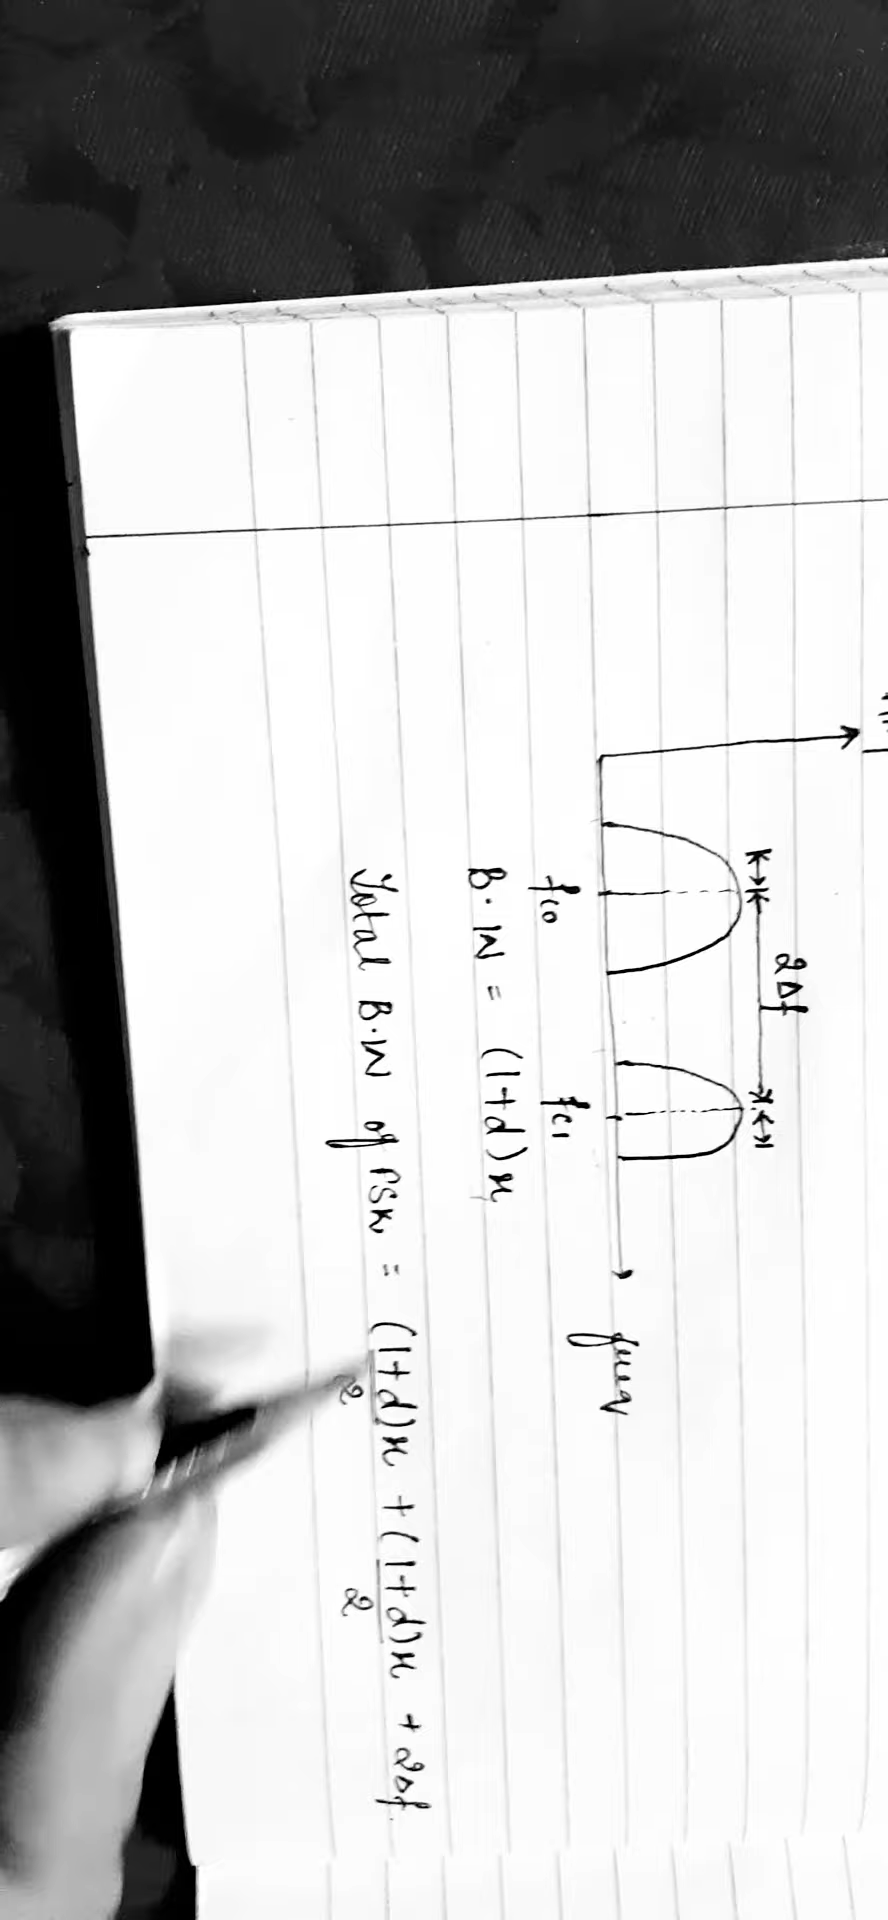 2Δf
fc0 fc1 freq
B.W = (1+d)r
Total B.W of FSK = (1+d)r/2 + (1+d)r/2 + 2Δf